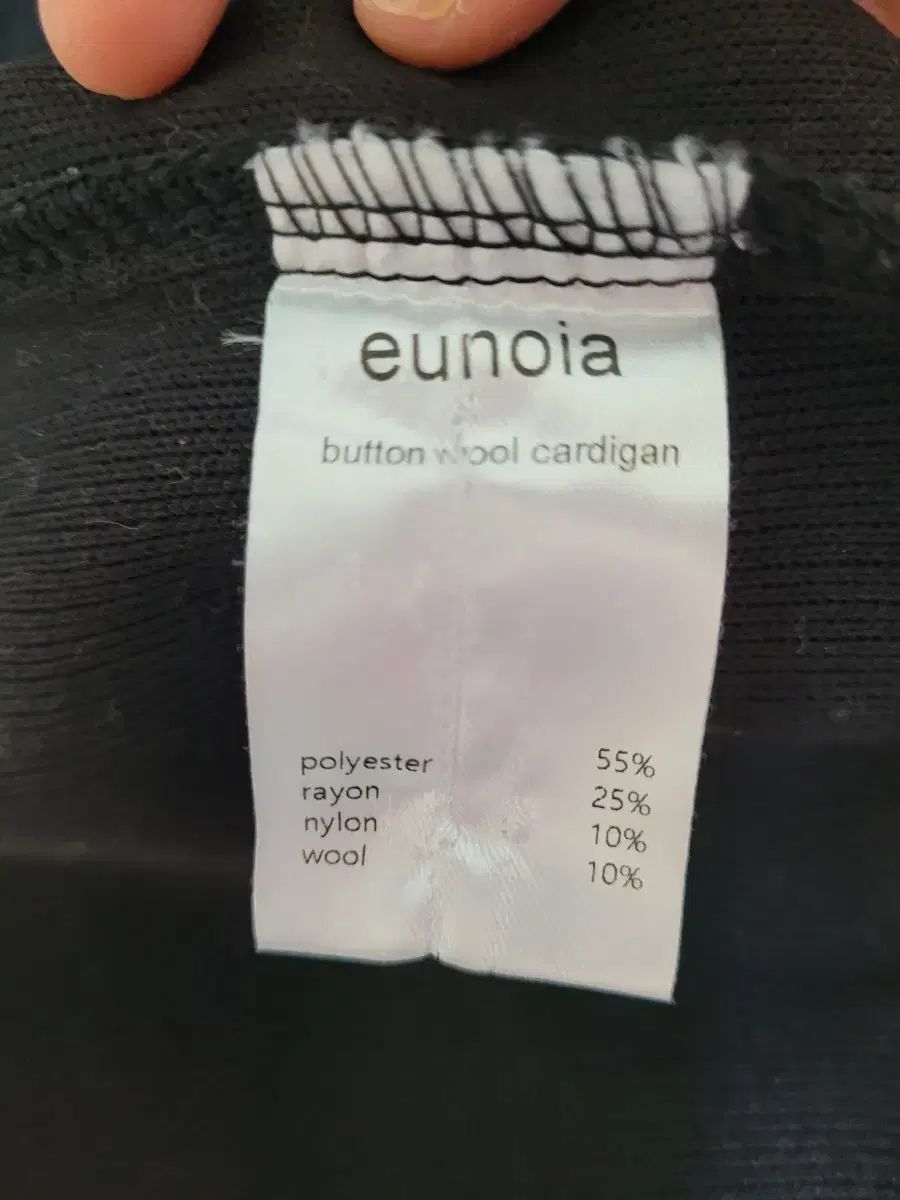 eunoia
button wool cardigan
polyester 55%
rayon 25%
nylon 10%
wool 10%